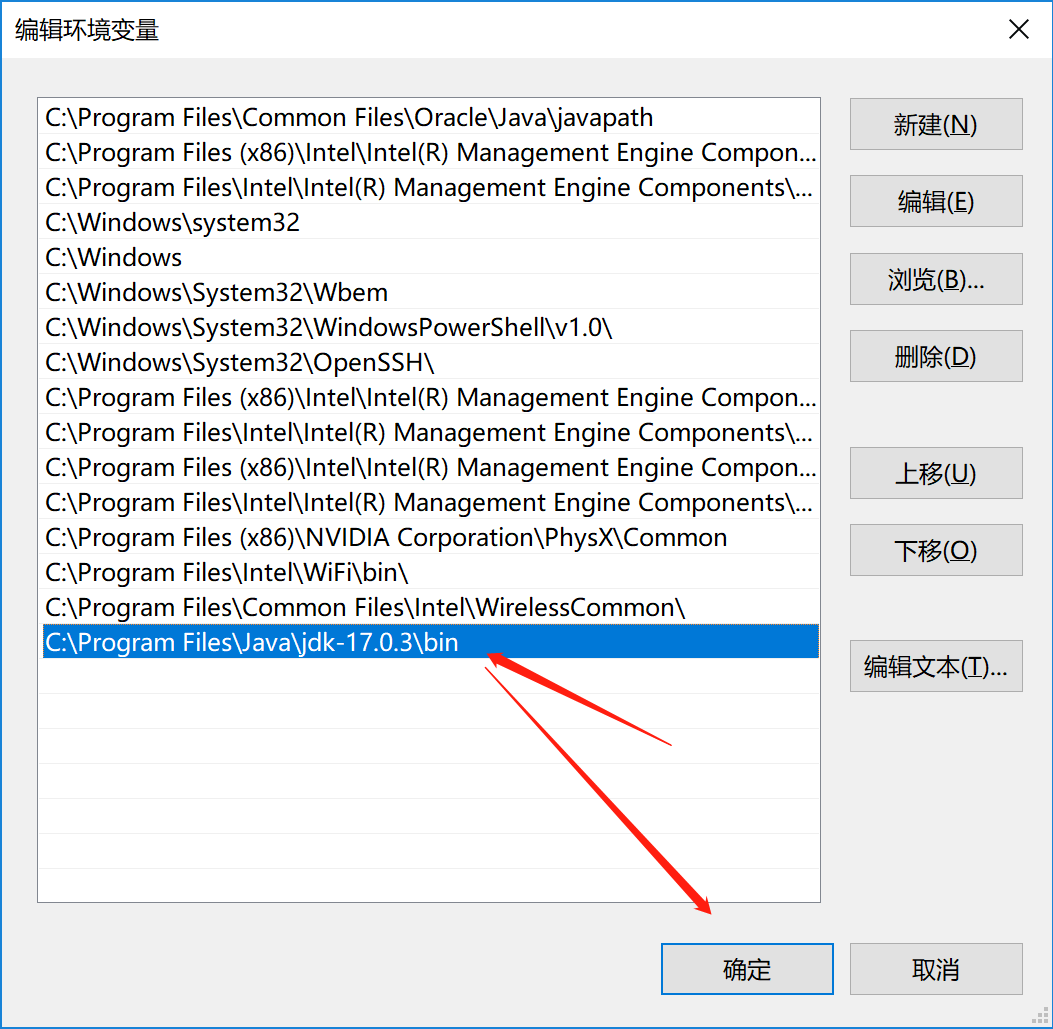 编辑环境变量
C:\Program Files\Common Files\Oracle\Java\javapath
C:\Program Files (x86)\Intel\Intel(R) Management Engine Compon...
C:\Program Files\Intel\Intel(R) Management Engine Components\...
C:\Windows\system32
C:\Windows
C:\Windows\System32\Wbem
C:\Windows\System32\WindowsPowerShell\v1.0\
C:\Windows\System32\OpenSSH\
C:\Program Files (x86)\Intel\Intel(R) Management Engine Compon...
C:\Program Files\Intel\Intel(R) Management Engine Components\...
C:\Program Files (x86)\Intel\Intel(R) Management Engine Compon...
C:\Program Files\Intel\Intel(R) Management Engine Components\...
C:\Program Files (x86)\NVIDIA Corporation\PhysX\Common
C:\Program Files\Intel\WiFi\bin\
C:\Program Files\Common Files\Intel\WirelessCommon\
C:\Program Files\Java\jdk-17.0.3\bin
新建(N)
编辑(E)
浏览(B)...
删除(D)
上移(U)
下移(O)
编辑文本(T)...
确定
取消